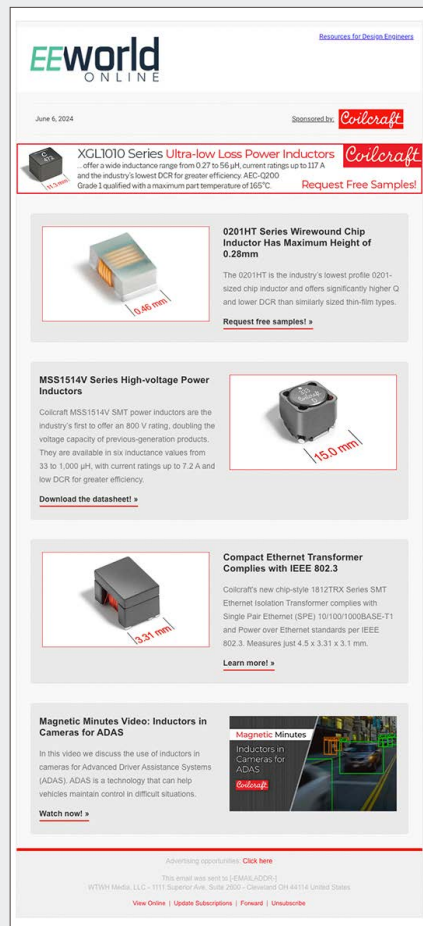 EEworld
ONLINE
Resources for Design Engineers
June 6, 2024
Sponsored by:
Coilcraft
XGL1010 Series Ultra-low Loss Power Inductors
.. offer a wide inductance range from 0.27 to 56 µH, current ratings up to 117 A
and the industry's lowest DCR for greater efficiency. AEC-Q200
Grade 1 qualified with a maximum part temperature of 165°C.
Coilcraft
Request Free Samples!
11.3 mm
0201HT Series Wirewound Chip
Inductor Has Maximum Height of
0.28mm
The 0201HT is the industry's lowest profile 0201-
sized chip inductor and offers significantly higher Q
and lower DCR than similarly sized thin-film types.
Request free samples! »
0.46 mm
MSS1514V Series High-voltage Power
Inductors
Coilcraft MSS1514V SMT power inductors are the
industry's first to offer an 800 V rating, doubling the
voltage capacity of previous-generation products.
They are available in six inductance values from
33 to 1,000 µH, with current ratings up to 7.2 A and
low DCR for greater efficiency.
Download the datasheet! »
15.0 mm
3.31 mm
Compact Ethernet Transformer
Complies with IEEE 802.3
Coilcraft's new chip-style 1812TRX Series SMT
Ethernet Isolation Transformer complies with
Single Pair Ethernet (SPE) 10/100/1000BASE-T1
and Power over Ethernet standards per IEEE
802.3. Measures just 4.5 x 3.31 x 3.1 mm.
Learn more! »
Magnetic Minutes Video: Inductors in
Cameras for ADAS
In this video we discuss the use of inductors in
cameras for Advanced Driver Assistance Systems
(ADAS). ADAS is a technology that can help
vehicles maintain control in difficult situations.
Watch now! »
Magnetic Minutes
Inductors in
Cameras for
ADAS
Coilcraft
Advertising opportunities: Click here
This email was sent to [-EMAILADDR-]
WTWH Media, LLC - 1111 Superior Ave, Suite 2600 - Cleveland OH 44114 United States
View Online | Update Subscriptions | Forward | Unsubscribe